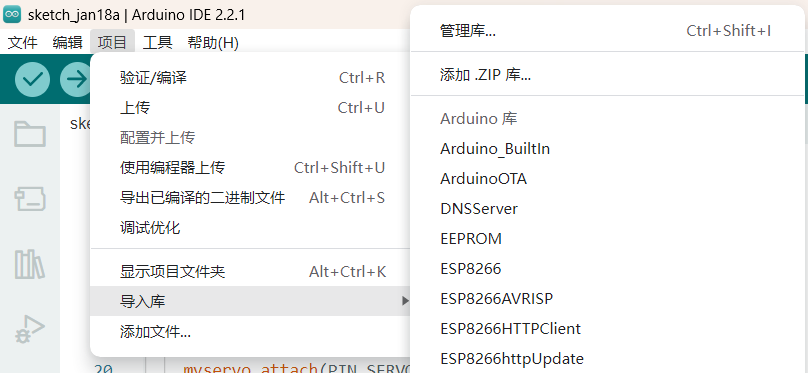 sketch_jan18a | Arduino IDE 2.2.1
文件 编辑 项目 工具 帮助(H)
验证/编译 Ctrl+R
上传 Ctrl+U
配置并上传
使用编程器上传 Ctrl+Shift+U
导出已编译的二进制文件 Alt+Ctrl+S
调试优化
显示项目文件夹 Alt+Ctrl+K
导入库
添加文件...
管理库... Ctrl+Shift+I
添加 .ZIP 库...
Arduino 库
Arduino_BuiltIn
ArduinoOTA
DNSServer
EEPROM
ESP8266
ESP8266AVRISP
ESP8266HTTPClient
ESP8266httpUpdate
ske
20 myservo.attach(PIN_SERVO